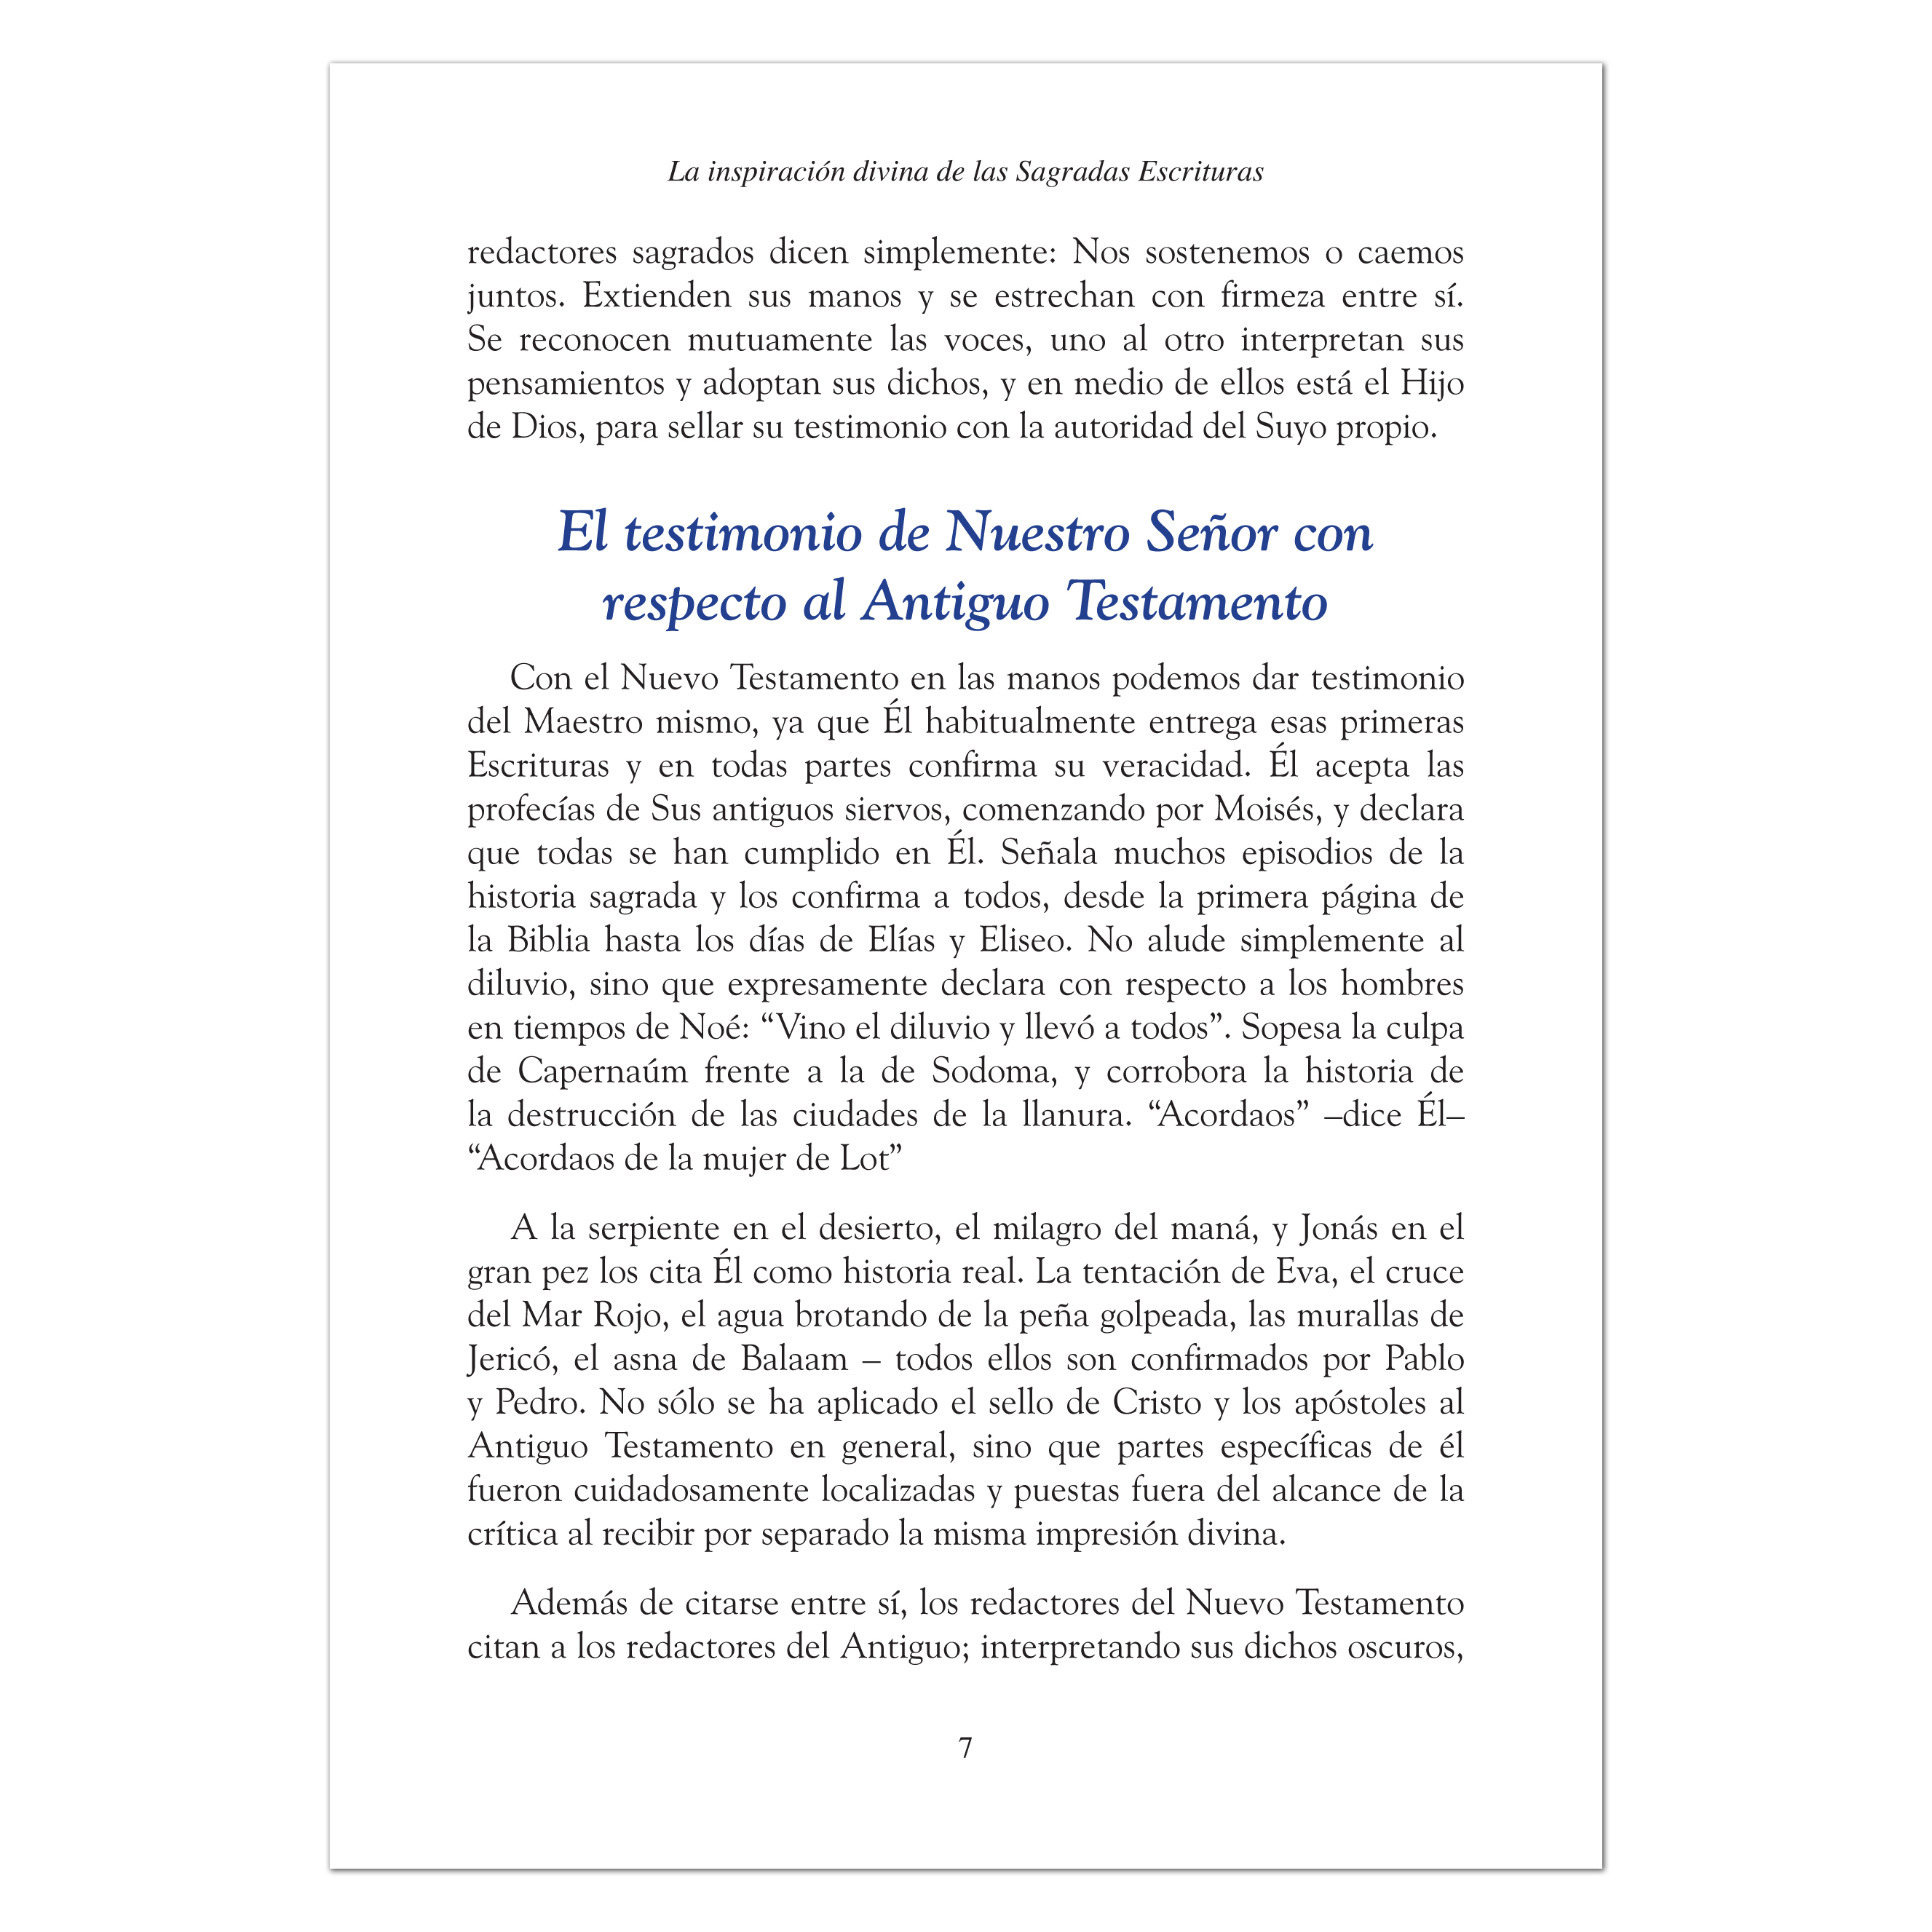 La inspiración divina de las Sagradas Escrituras
redactores sagrados dicen simplemente: Nos sostenemos o caemos
juntos. Extienden sus manos y se estrechan con firmeza entre sí.
Se reconocen mutuamente las voces, uno al otro interpretan sus
pensamientos y adoptan sus dichos, y en medio de ellos está el Hijo
de Dios, para sellar su testimonio con la autoridad del Suyo propio.
El testimonio de Nuestro Señor con
respecto al Antiguo Testamento
Con el Nuevo Testamento en las manos podemos dar testimonio
del Maestro mismo, ya que Él habitualmente entrega esas primeras
Escrituras y en todas partes confirma su veracidad. Él acepta las
profecías de Sus antiguos siervos, comenzando por Moisés, y declara
que todas se han cumplido en Él. Señala muchos episodios de la
historia sagrada y los confirma a todos, desde la primera página de
la Biblia hasta los días de Elías y Eliseo. No alude simplemente al
diluvio, sino que expresamente declara con respecto a los hombres
en tiempos de Noé: “Vino el diluvio y llevó a todos”. Sopesa la culpa
de Capernaúm frente a la de Sodoma, y corrobora la historia de
la destrucción de las ciudades de la llanura. “Acordaos” –dice Él–
“Acordaos de la mujer de Lot”
A la serpiente en el desierto, el milagro del maná, y Jonás en el
gran pez los cita Él como historia real. La tentación de Eva, el cruce
del Mar Rojo, el agua brotando de la peña golpeada, las murallas de
Jericó, el asna de Balaam – todos ellos son confirmados por Pablo
y Pedro. No sólo se ha aplicado el sello de Cristo y los apóstoles al
Antiguo Testamento en general, sino que partes específicas de él
fueron cuidadosamente localizadas y puestas fuera del alcance de la
crítica al recibir por separado la misma impresión divina.
Además de citarse entre sí, los redactores del Nuevo Testamento
citan a los redactores del Antiguo; interpretando sus dichos oscuros,
7